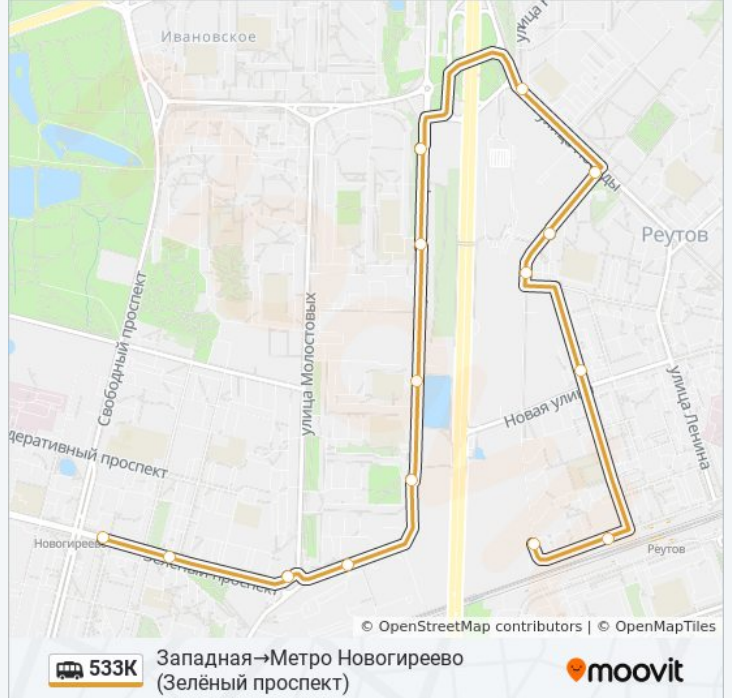 Ивановское
Реутов
Свободный проспект
улица Молостовых
Новая улица
улица Ленина
деративный проспект
Новогиреево
Зелёный проспект
Реутов
© OpenStreetMap contributors | © OpenMapTiles
533К
Западная→Метро Новогиреево
(Зелёный проспект)
moovit